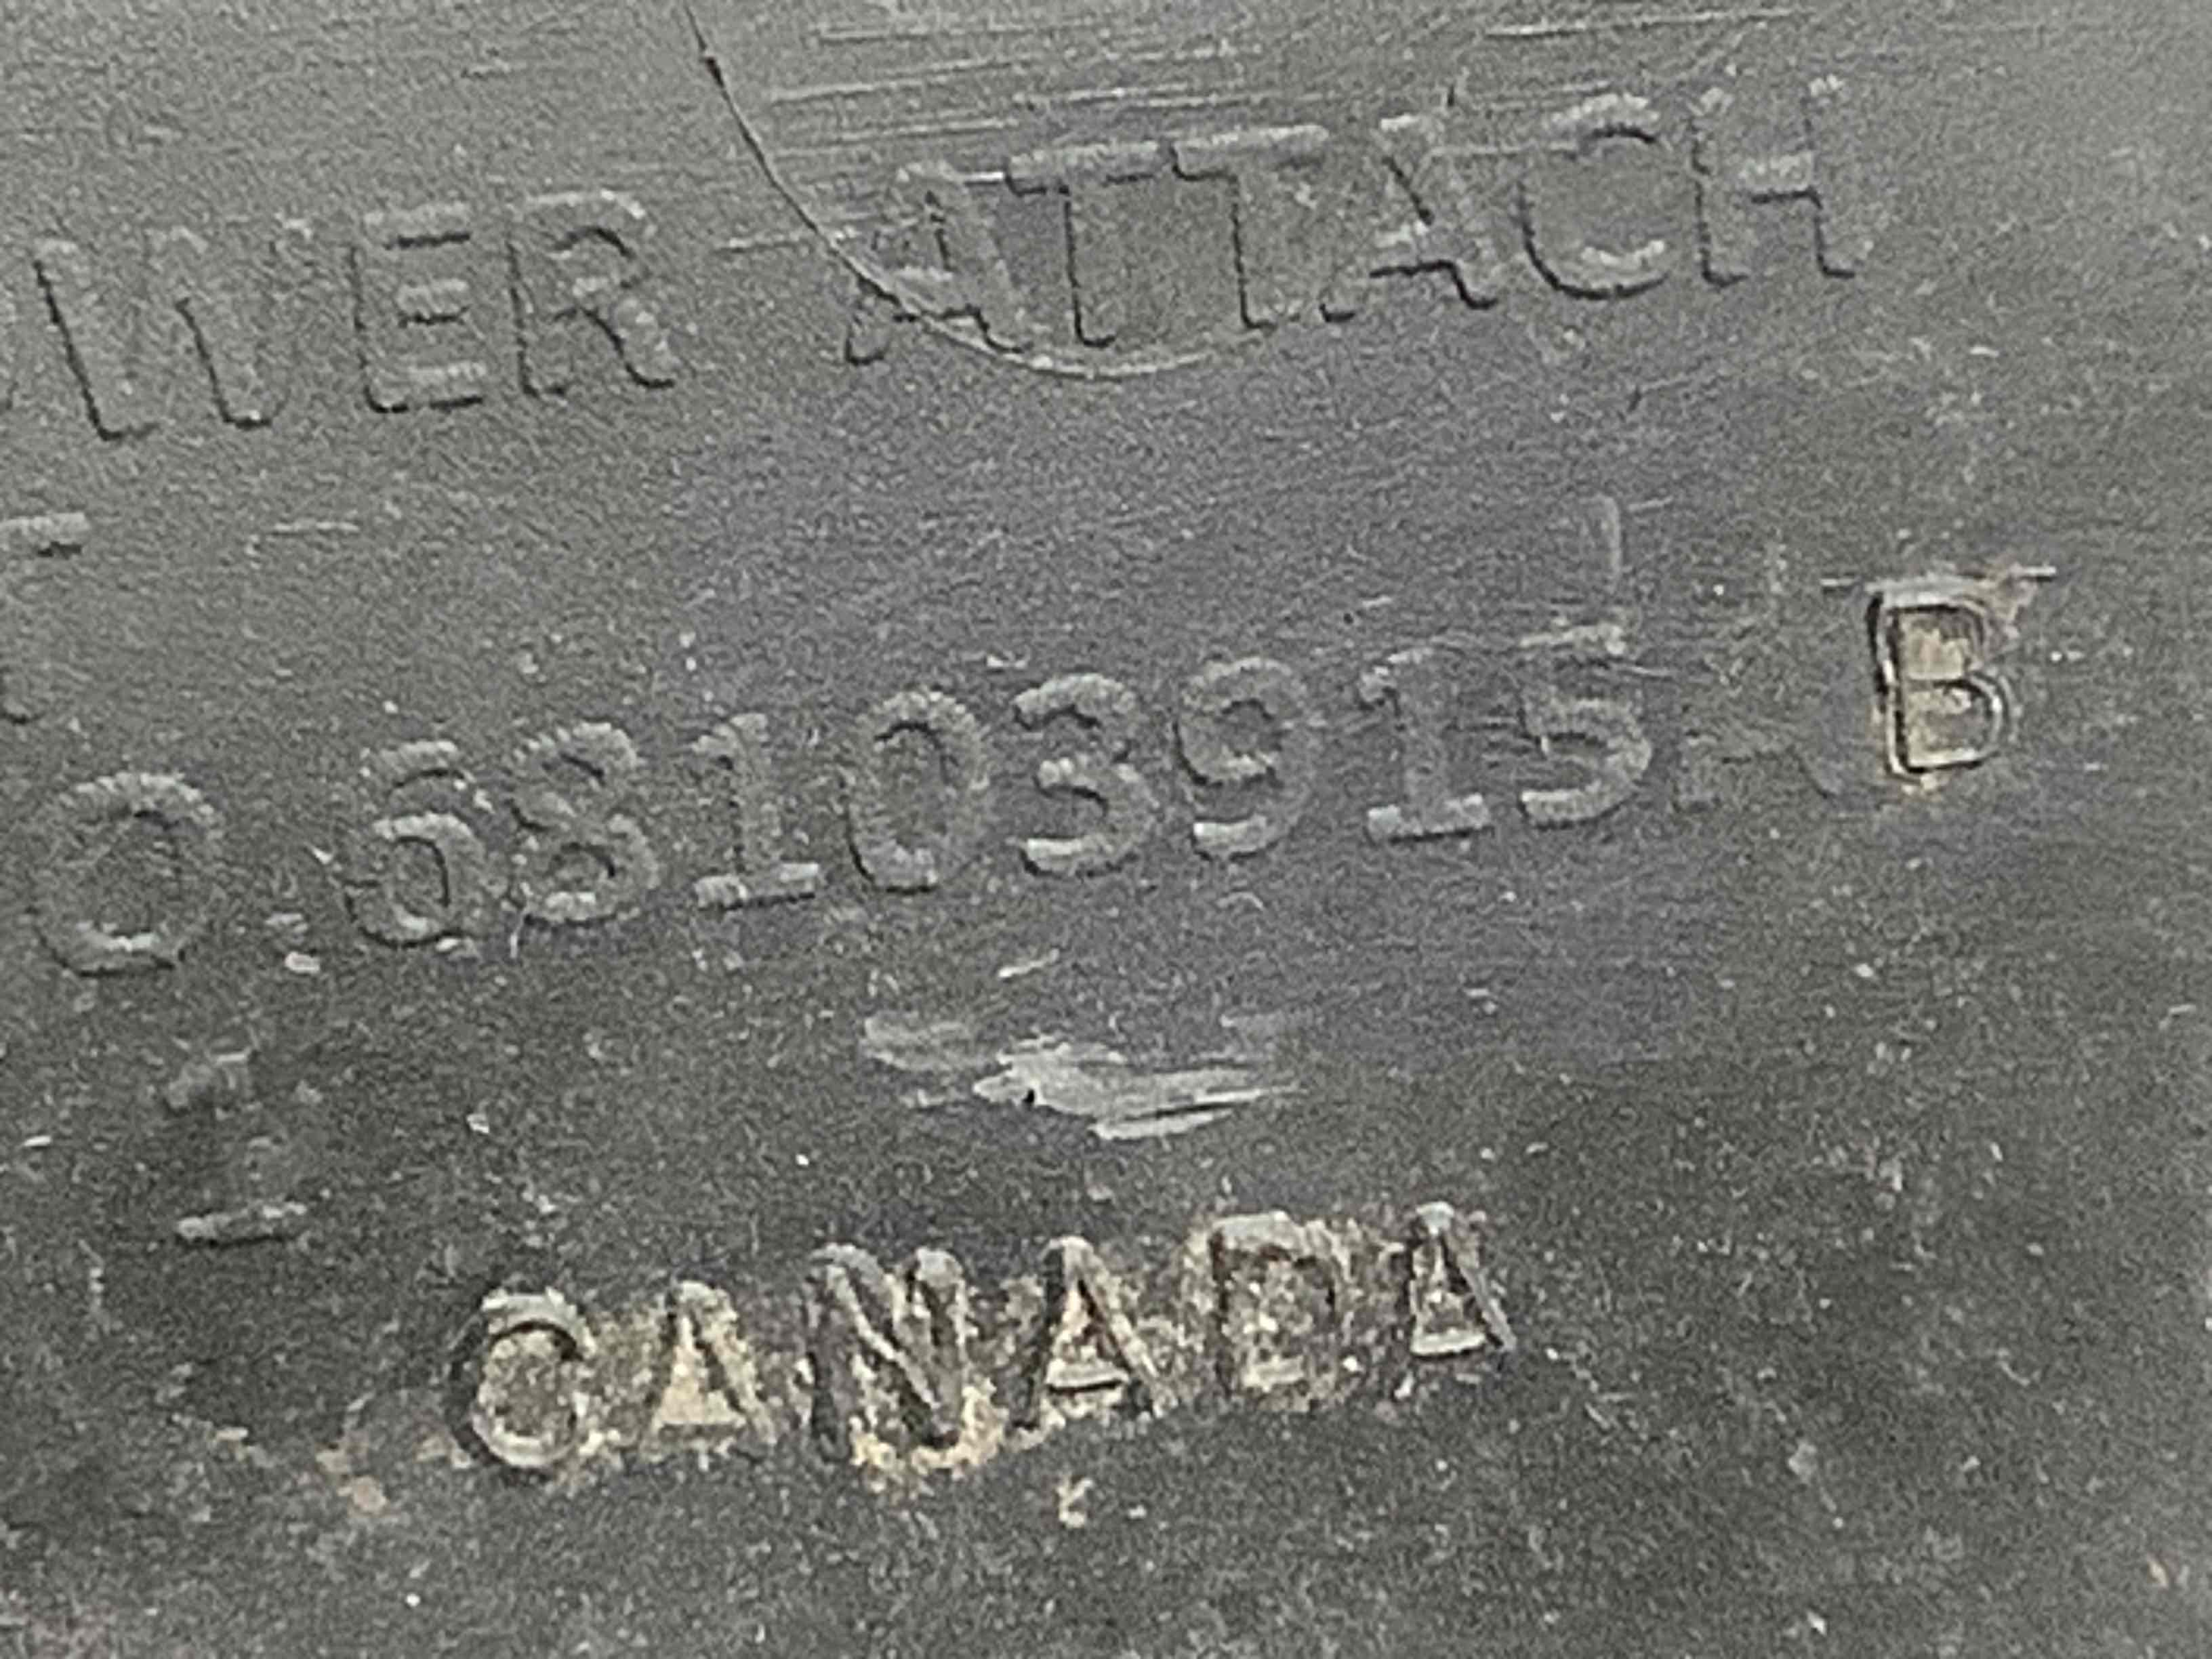 WER ATTACH
O.68103915 B
CANADA